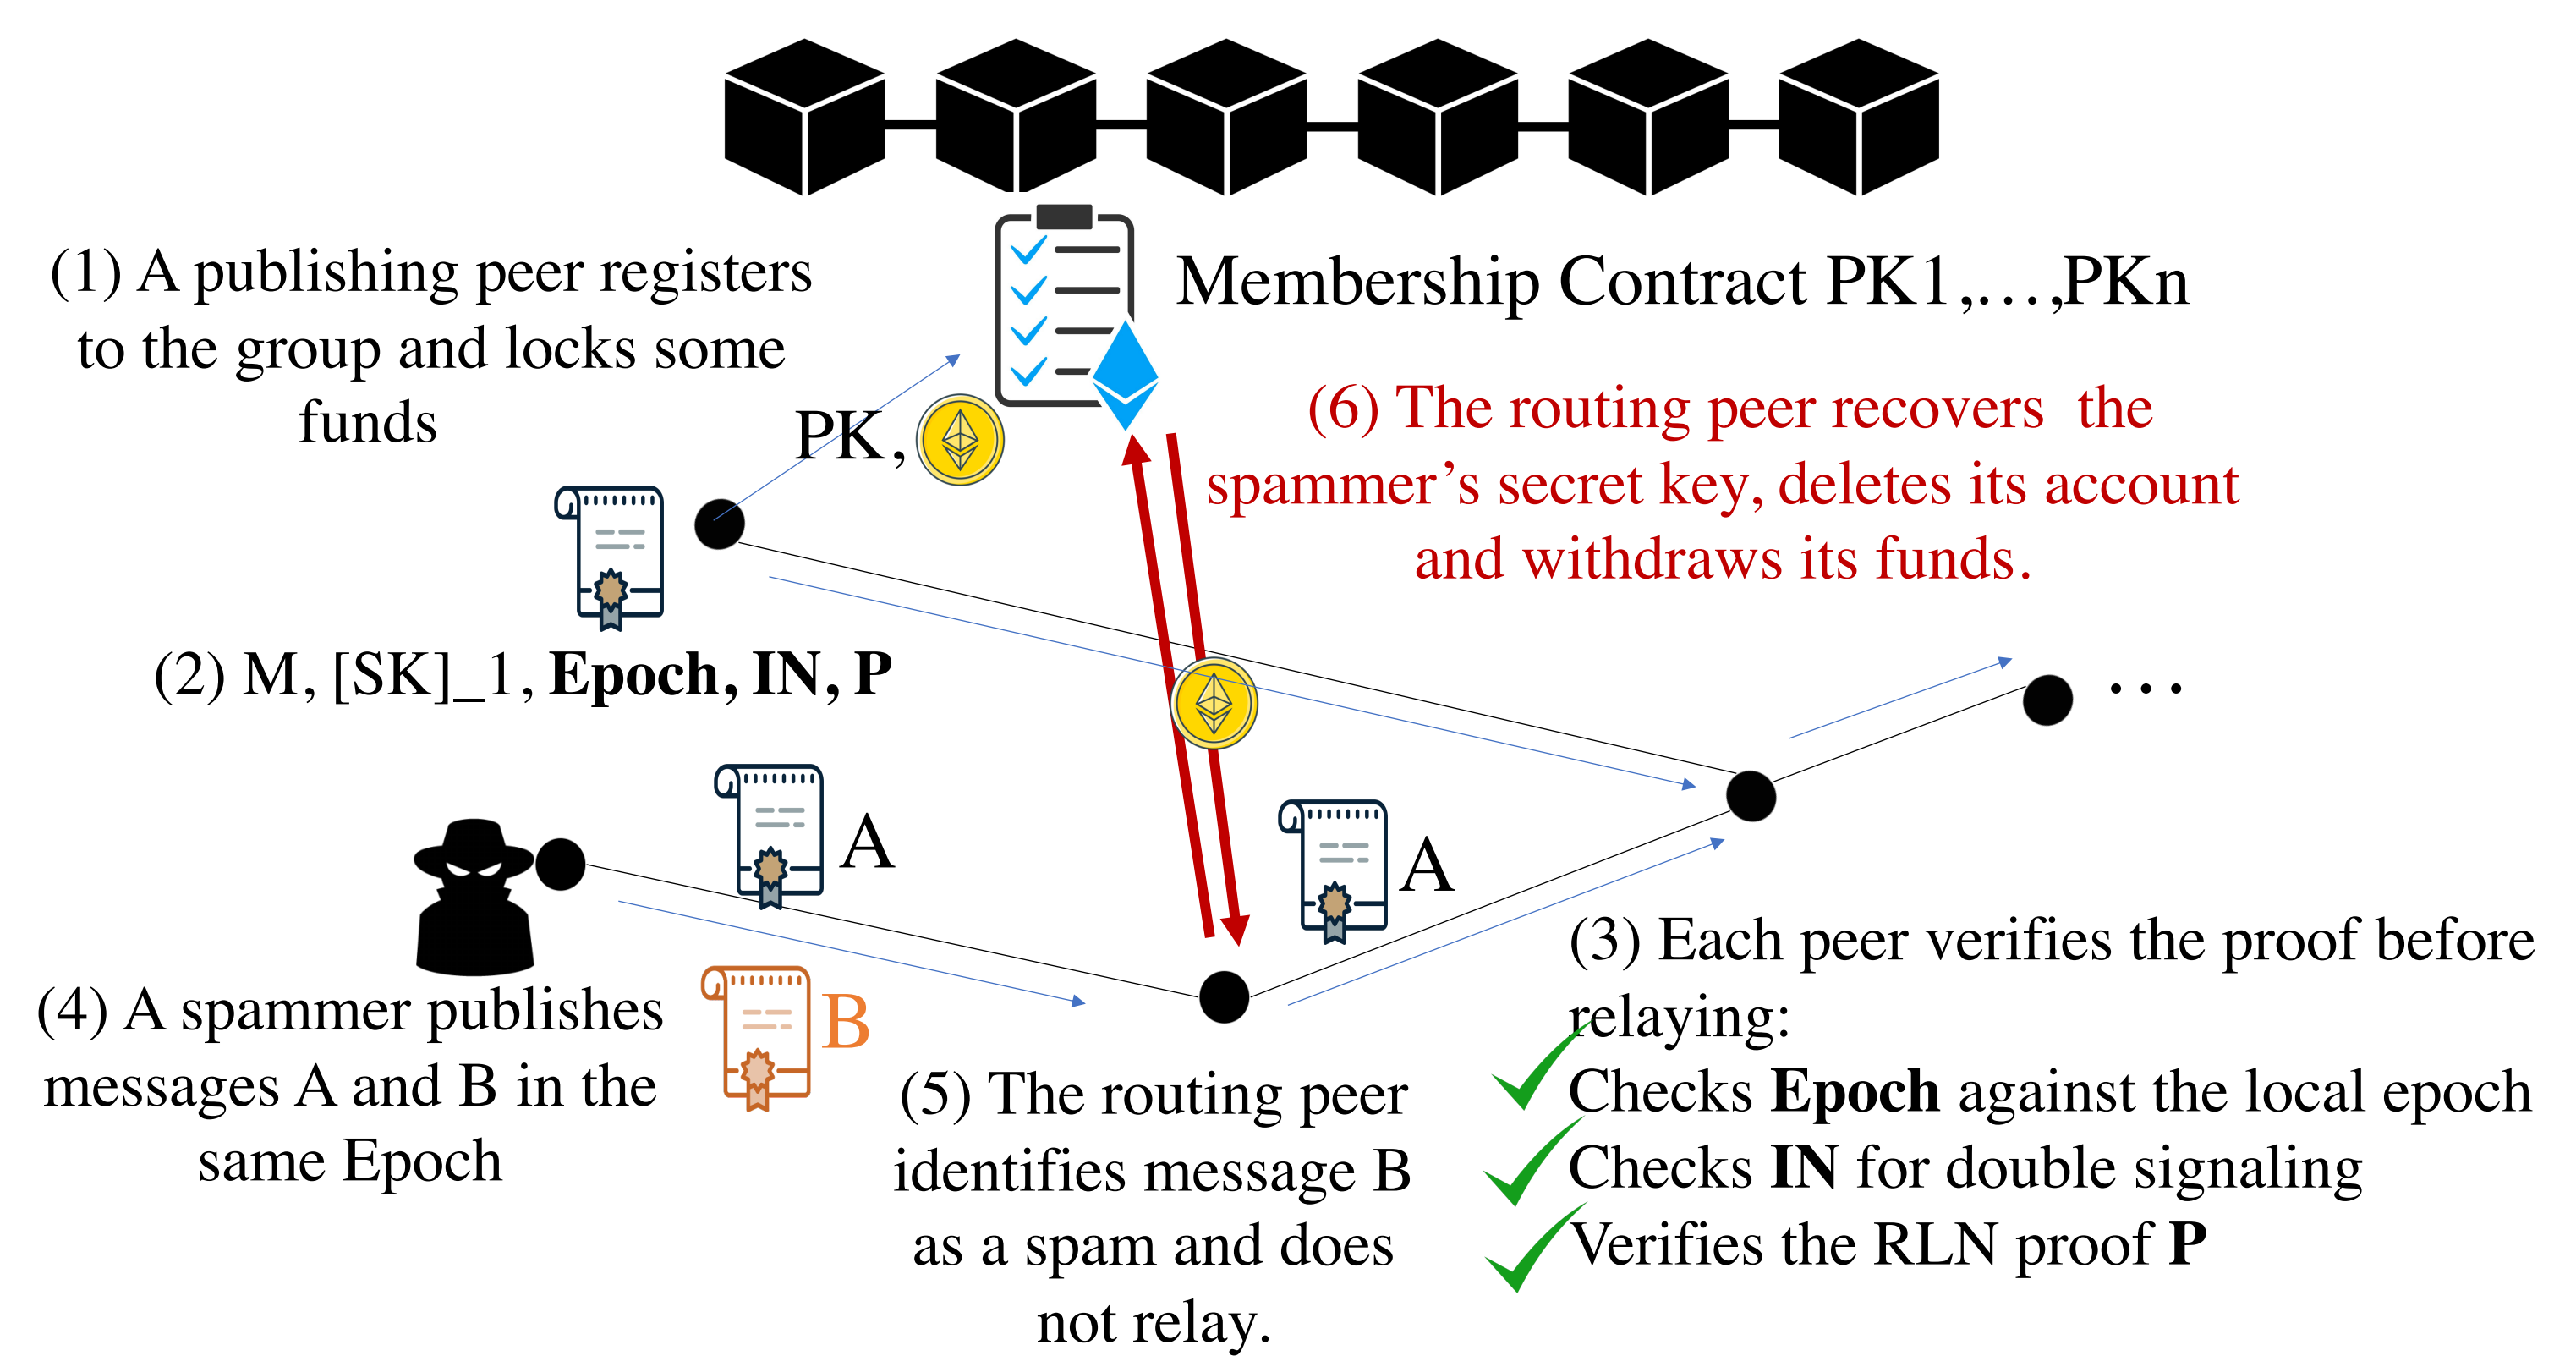 (1) A publishing peer registers
to the group and locks some
funds
Membership Contract PK1,…,PKn
PK,
(6) The routing peer recovers the
spammer’s secret key, deletes its account
and withdraws its funds.
(2) M, [SK]_1, Epoch, IN, P
…
A
A
B
(3) Each peer verifies the proof before
relaying:
Checks Epoch against the local epoch
Checks IN for double signaling
Verifies the RLN proof P
(4) A spammer publishes
messages A and B in the
same Epoch
(5) The routing peer
identifies message B
as a spam and does
not relay.